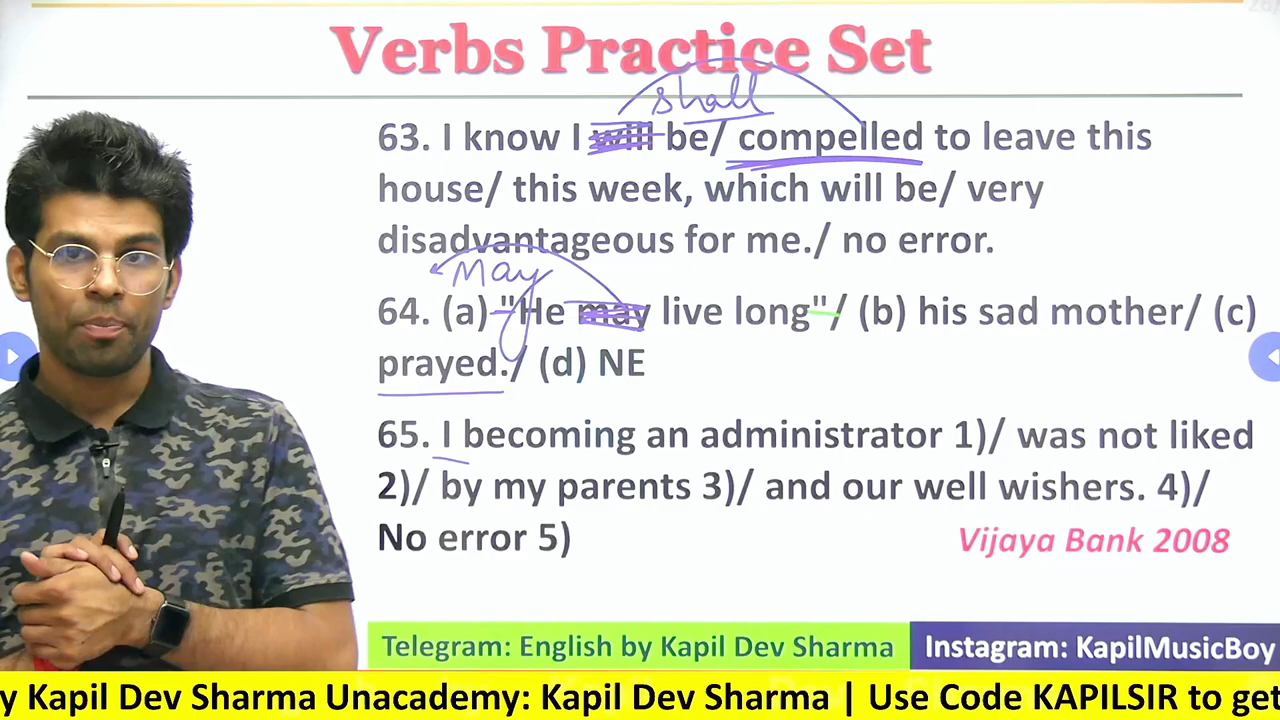 Verbs Practice Set
shall
63. I know I will be/ compelled to leave this
house/ this week, which will be/ very
disadvantageous for me./ no error.
May
64. (a) "He may live long"/ (b) his sad mother/ (c)
prayed./ (d) NE
65. I becoming an administrator 1)/ was not liked
2)/ by my parents 3)/ and our well wishers. 4)/
No error 5)
Vijaya Bank 2008
Telegram: English by Kapil Dev Sharma
Instagram: KapilMusicBoy
y Kapil Dev Sharma Unacademy: Kapil Dev Sharma | Use Code KAPILSIR to get